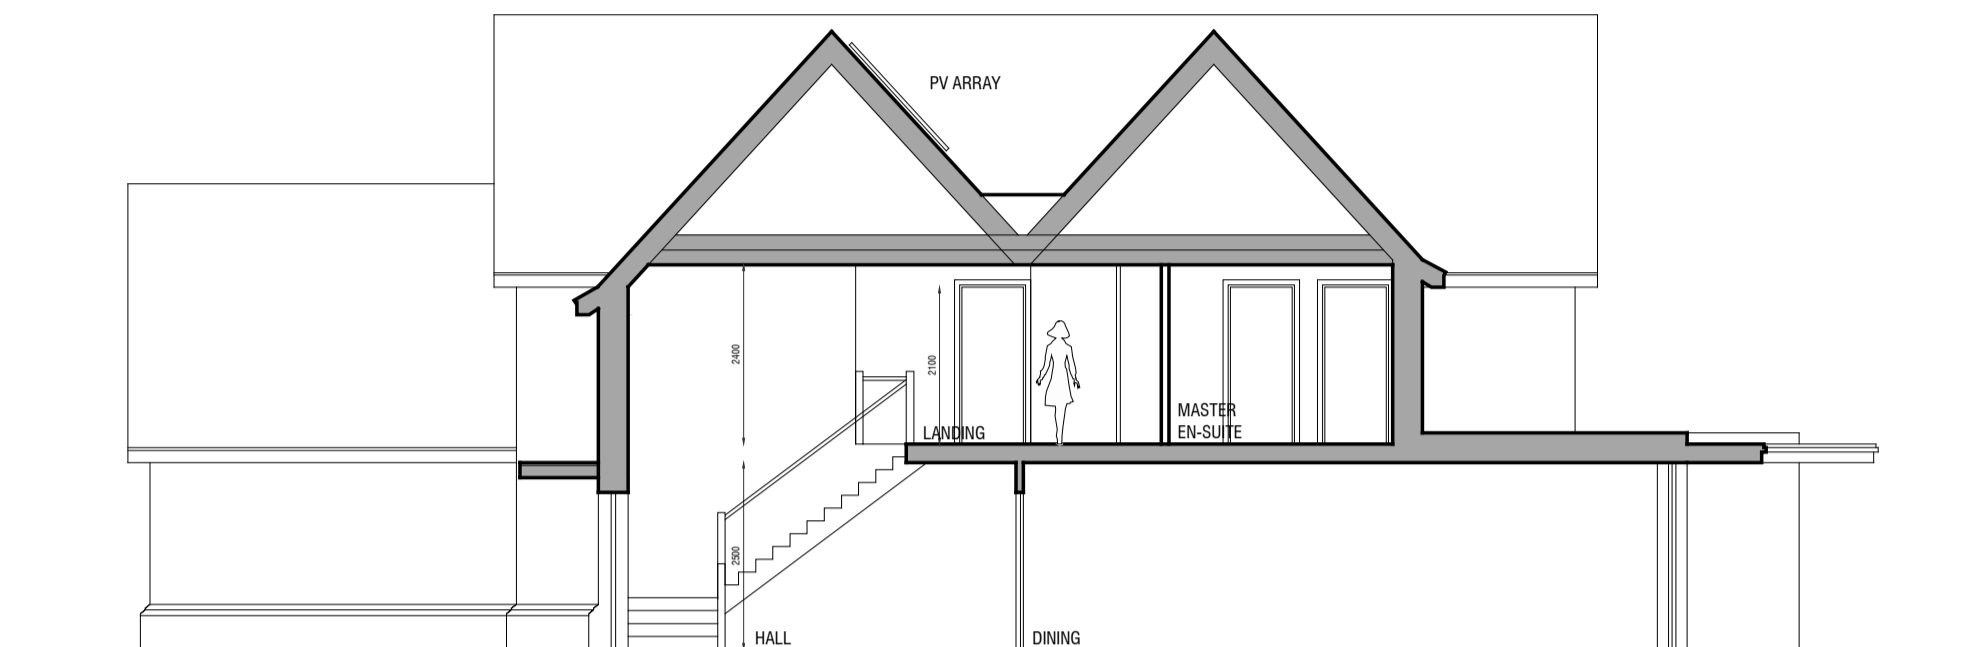 PV ARRAY
2400
2100
MASTER
EN-SUITE
LANDING
2500
HALL
DINING